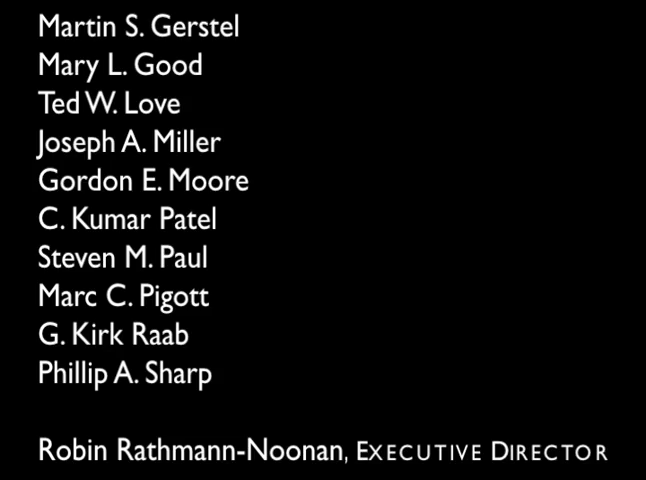 Martin S. Gerstel
Mary L. Good
Ted W. Love
Joseph A. Miller
Gordon E. Moore
C. Kumar Patel
Steven M. Paul
Marc C. Pigott
G. Kirk Raab
Phillip A. Sharp
Robin Rathmann-Noonan, EXECUTIVE DIRECTOR